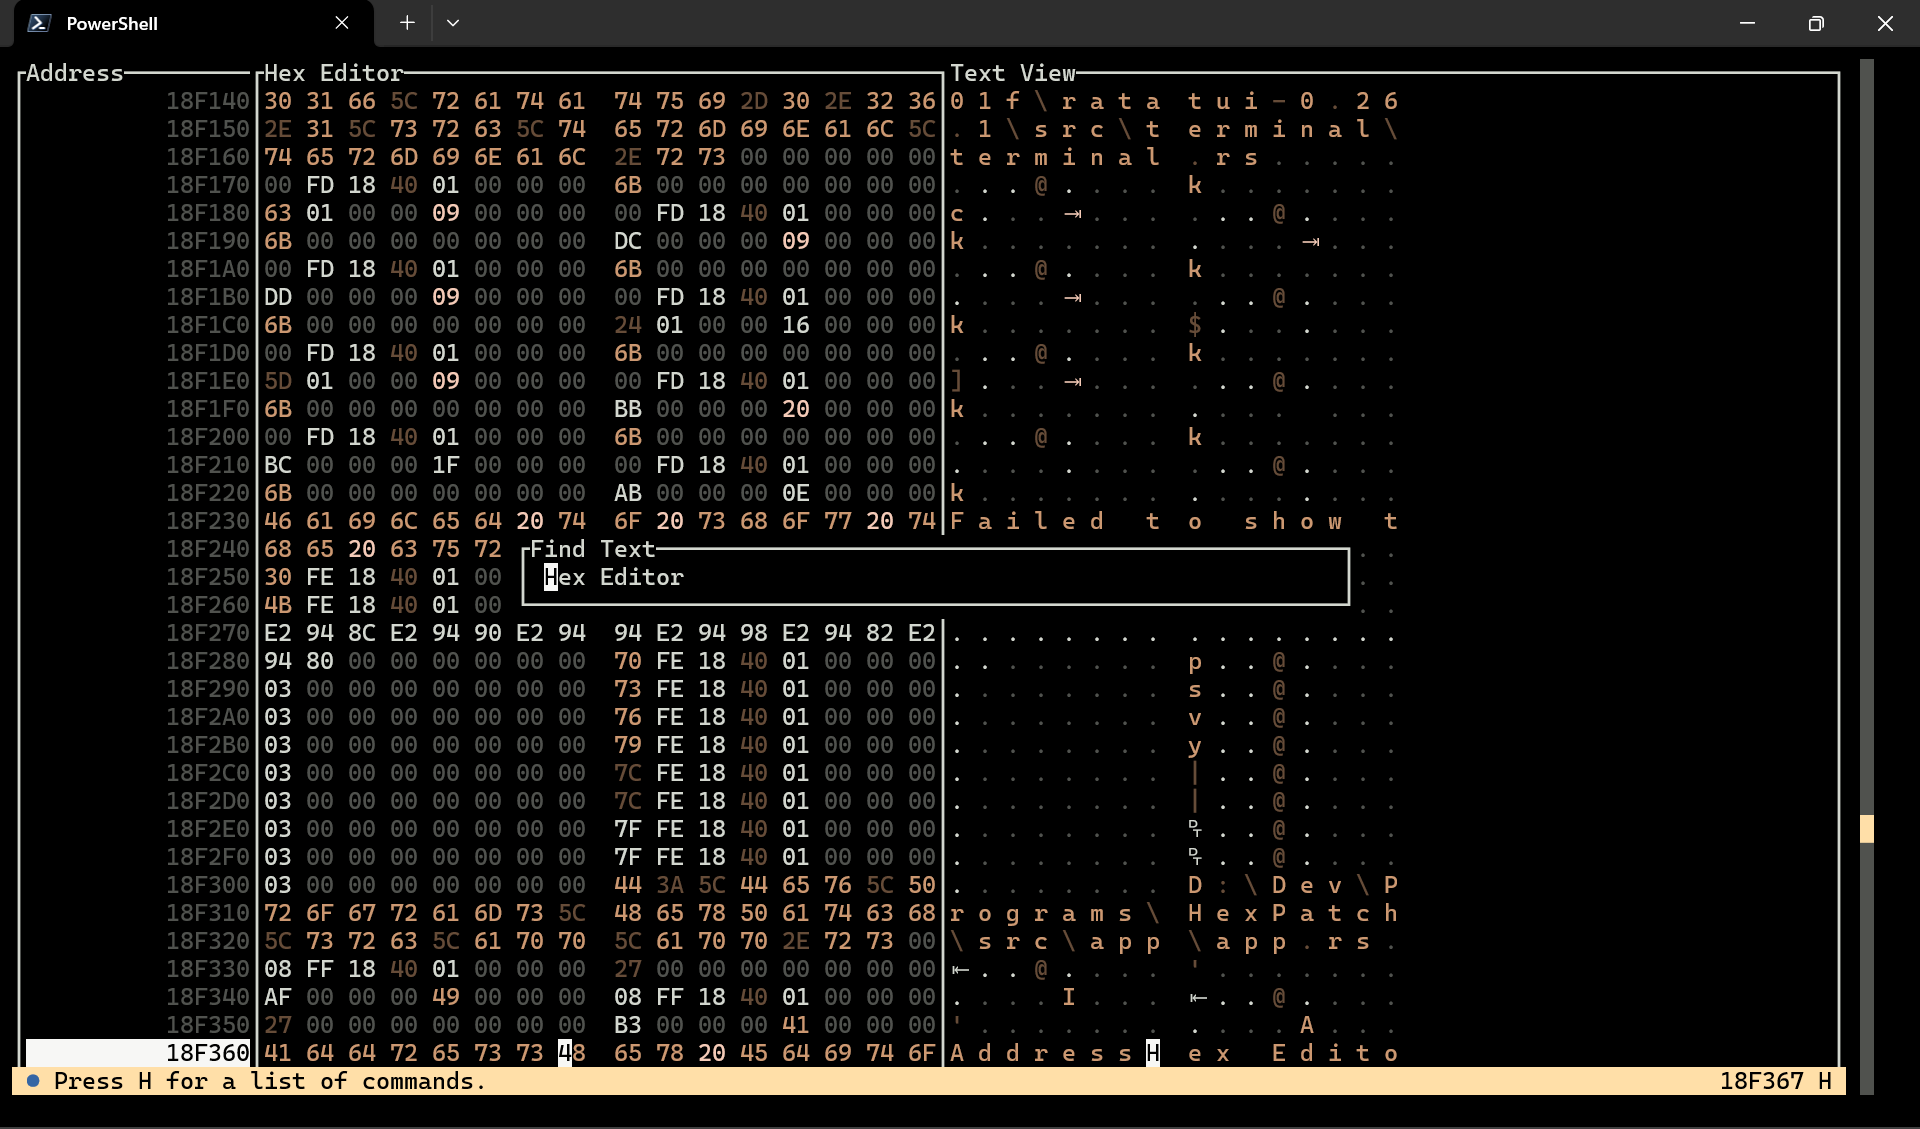 PowerShell
Address Hex Editor Text View
18F140 30 31 66 5C 72 61 74 61 74 75 69 2D 30 2E 32 36 0 1 f \ r a t a t u i - 0 . 2 6
18F150 2E 31 5C 73 72 63 5C 74 65 72 6D 69 6E 61 6C 5C . 1 \ s r c \ t e r m i n a l \
18F160 74 65 72 6D 69 6E 61 6C 2E 72 73 00 00 00 00 00 t e r m i n a l . r s . . . . .
18F170 00 FD 18 40 01 00 00 00 6B 00 00 00 00 00 00 00 . . . @ . . . . k . . . . . . .
18F180 63 01 00 00 09 00 00 00 00 FD 18 40 01 00 00 00 c . . . ⇥ . . . . . . @ . . . .
18F190 6B 00 00 00 00 00 00 00 DC 00 00 00 09 00 00 00 k . . . . . . . . . . . ⇥ . . .
18F1A0 00 FD 18 40 01 00 00 00 6B 00 00 00 00 00 00 00 . . . @ . . . . k . . . . . . .
18F1B0 DD 00 00 00 09 00 00 00 00 FD 18 40 01 00 00 00 . . . . ⇥ . . . . . . @ . . . .
18F1C0 6B 00 00 00 00 00 00 00 24 01 00 00 16 00 00 00 k . . . . . . . $ . . . . . . .
18F1D0 00 FD 18 40 01 00 00 00 6B 00 00 00 00 00 00 00 . . . @ . . . . k . . . . . . .
18F1E0 5D 01 00 00 09 00 00 00 00 FD 18 40 01 00 00 00 ] . . . ⇥ . . . . . . @ . . . .
18F1F0 6B 00 00 00 00 00 00 00 BB 00 00 00 20 00 00 00 k . . . . . . . . . . .   . . .
18F200 00 FD 18 40 01 00 00 00 6B 00 00 00 00 00 00 00 . . . @ . . . . k . . . . . . .
18F210 BC 00 00 00 1F 00 00 00 00 FD 18 40 01 00 00 00 . . . . . . . . . . . @ . . . .
18F220 6B 00 00 00 00 00 00 00 AB 00 00 00 0E 00 00 00 k . . . . . . . . . . . . . . .
18F230 46 61 69 6C 65 64 20 74 6F 20 73 68 6F 77 20 74 F a i l e d   t o   s h o w   t
18F240 68 65 20 63 75 72 Find Text . .
18F250 30 FE 18 40 01 00 Hex Editor . .
18F260 4B FE 18 40 01 00 . .
18F270 E2 94 8C E2 94 90 E2 94 94 E2 94 98 E2 94 82 E2 . . . . . . . . . . . . . . . .
18F280 94 80 00 00 00 00 00 00 70 FE 18 40 01 00 00 00 . . . . . . . . p . . @ . . . .
18F290 03 00 00 00 00 00 00 00 73 FE 18 40 01 00 00 00 . . . . . . . . s . . @ . . . .
18F2A0 03 00 00 00 00 00 00 00 76 FE 18 40 01 00 00 00 . . . . . . . . v . . @ . . . .
18F2B0 03 00 00 00 00 00 00 00 79 FE 18 40 01 00 00 00 . . . . . . . . y . . @ . . . .
18F2C0 03 00 00 00 00 00 00 00 7C FE 18 40 01 00 00 00 . . . . . . . . | . . @ . . . .
18F2D0 03 00 00 00 00 00 00 00 7C FE 18 40 01 00 00 00 . . . . . . . . | . . @ . . . .
18F2E0 03 00 00 00 00 00 00 00 7F FE 18 40 01 00 00 00 . . . . . . . . ␡ . . @ . . . .
18F2F0 03 00 00 00 00 00 00 00 7F FE 18 40 01 00 00 00 . . . . . . . . ␡ . . @ . . . .
18F300 03 00 00 00 00 00 00 00 44 3A 5C 44 65 76 5C 50 . . . . . . . . D : \ D e v \ P
18F310 72 6F 67 72 61 6D 73 5C 48 65 78 50 61 74 63 68 r o g r a m s \ H e x P a t c h
18F320 5C 73 72 63 5C 61 70 70 5C 61 70 70 2E 72 73 00 \ s r c \ a p p \ a p p . r s .
18F330 08 FF 18 40 01 00 00 00 27 00 00 00 00 00 00 00 ⇤ . . @ . . . . ' . . . . . . .
18F340 AF 00 00 00 49 00 00 00 08 FF 18 40 01 00 00 00 . . . . I . . . ⇤ . . @ . . . .
18F350 27 00 00 00 00 00 00 00 B3 00 00 00 41 00 00 00 ' . . . . . . . . . . . A . . .
18F360 41 64 64 72 65 73 73 48 65 78 20 45 64 69 74 6F A d d r e s s H e x   E d i t o
Press H for a list of commands. 18F367 H